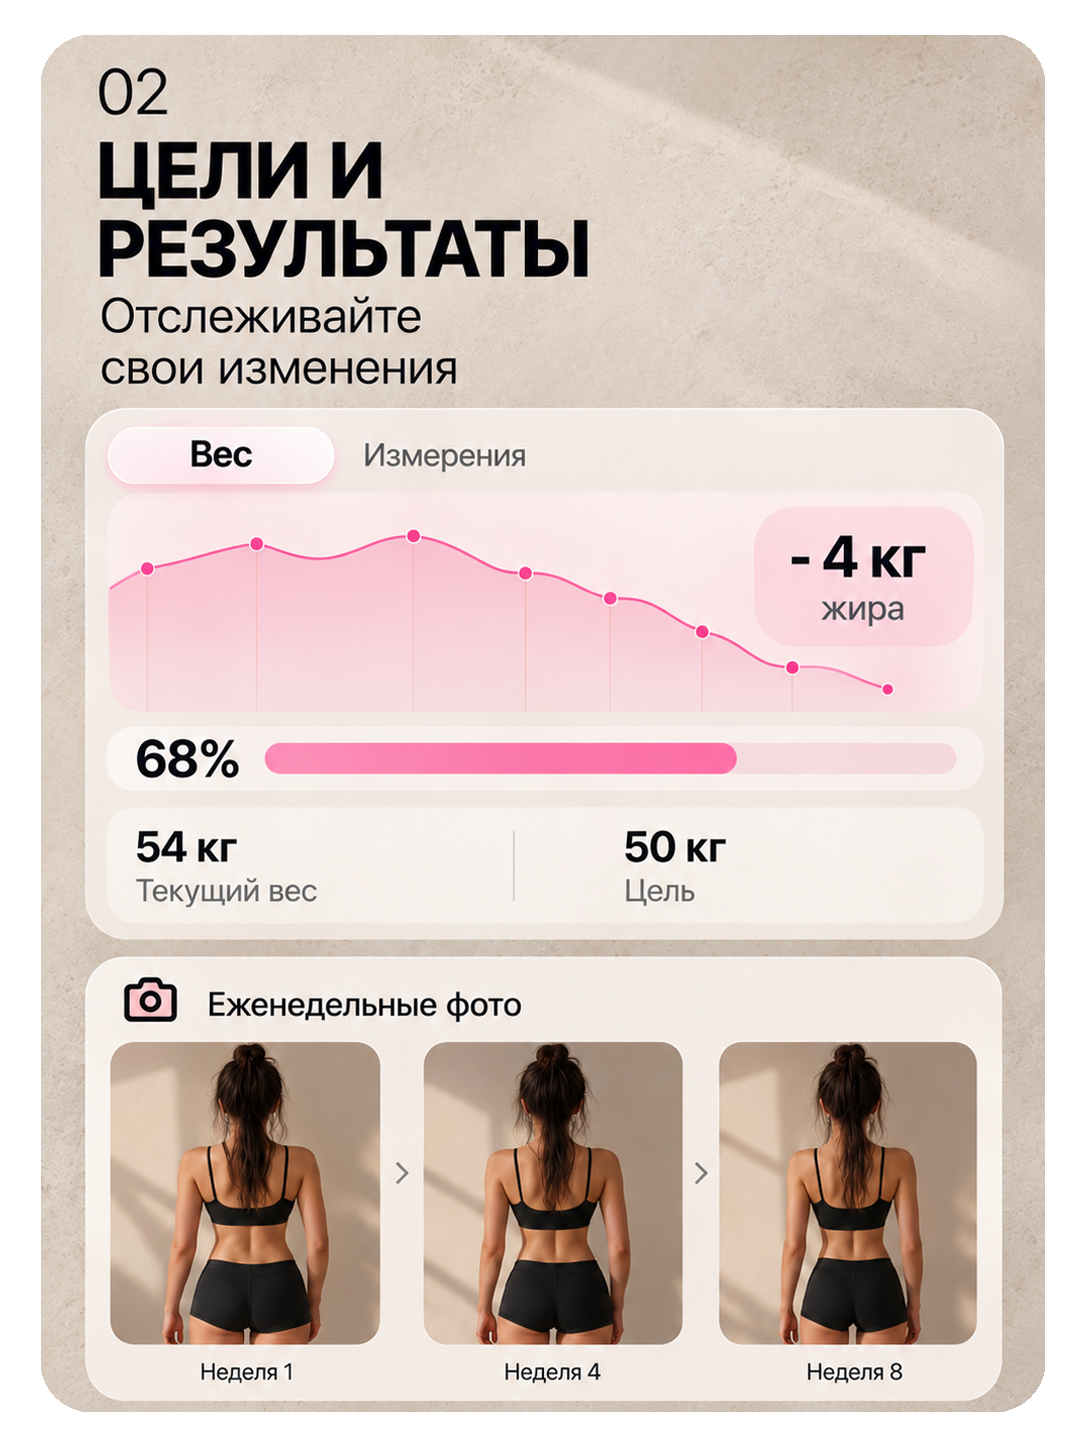 02
ЦЕЛИ И
РЕЗУЛЬТАТЫ
Отслеживайте
свои изменения
Вес
Измерения
- 4 кг
жира
68%
54 кг
Текущий вес
50 кг
Цель
Еженедельные фото
Неделя 1
Неделя 4
Неделя 8